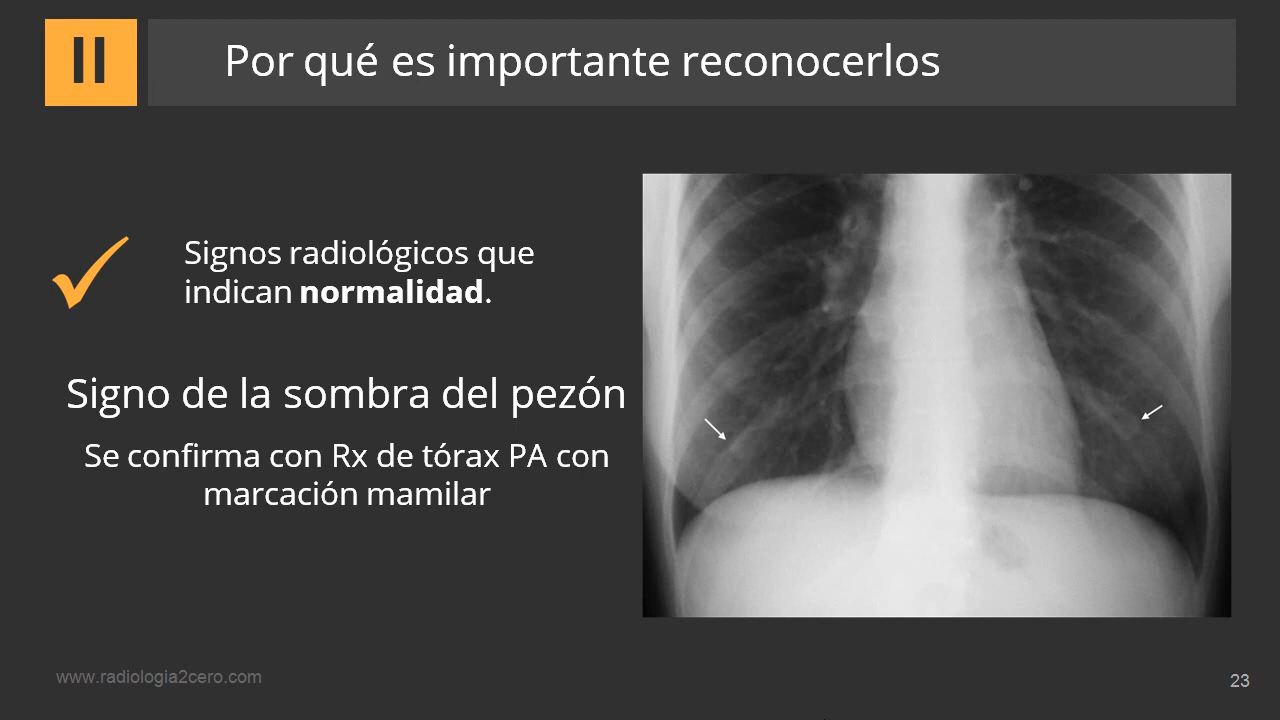 II
Por qué es importante reconocerlos
Signos radiológicos que
indican normalidad.
Signo de la sombra del pezón
Se confirma con Rx de tórax PA con
marcación mamilar
www.radiologia2cero.com
23